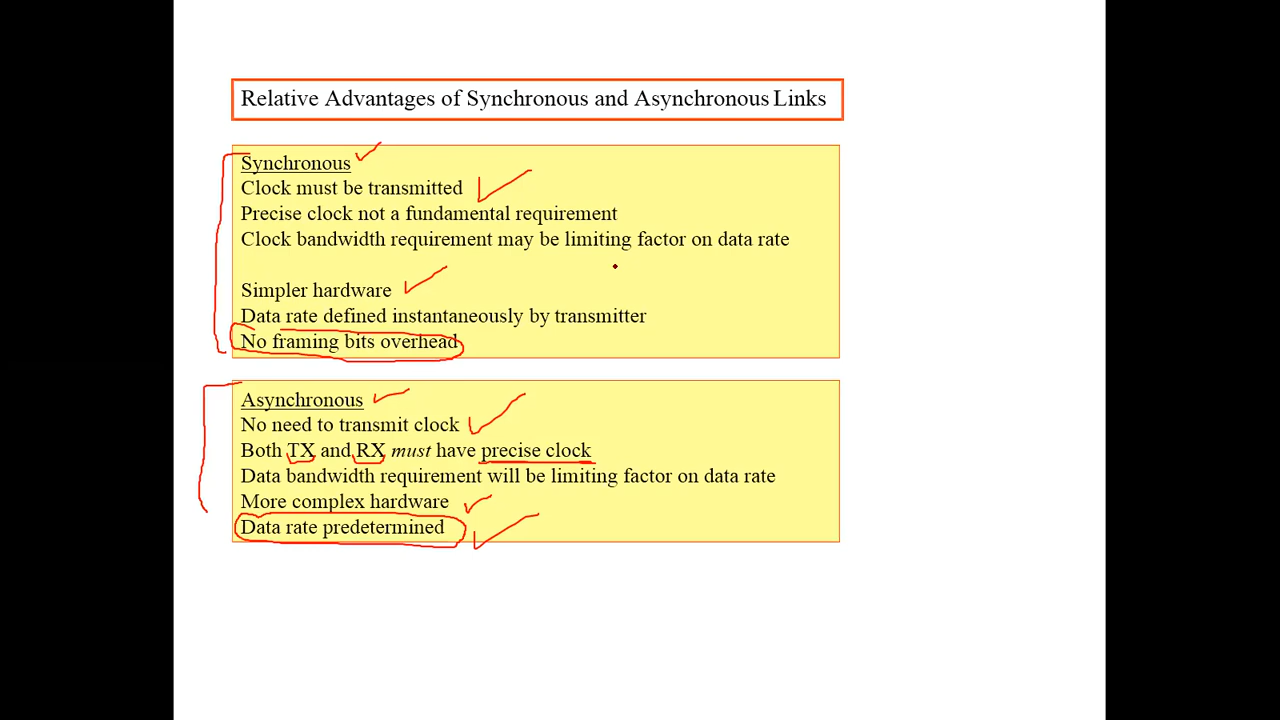 Relative Advantages of Synchronous and Asynchronous Links
Synchronous
Clock must be transmitted
Precise clock not a fundamental requirement
Clock bandwidth requirement may be limiting factor on data rate
Simpler hardware
Data rate defined instantaneously by transmitter
No framing bits overhead
Asynchronous
No need to transmit clock
Both TX and RX must have precise clock
Data bandwidth requirement will be limiting factor on data rate
More complex hardware
Data rate predetermined